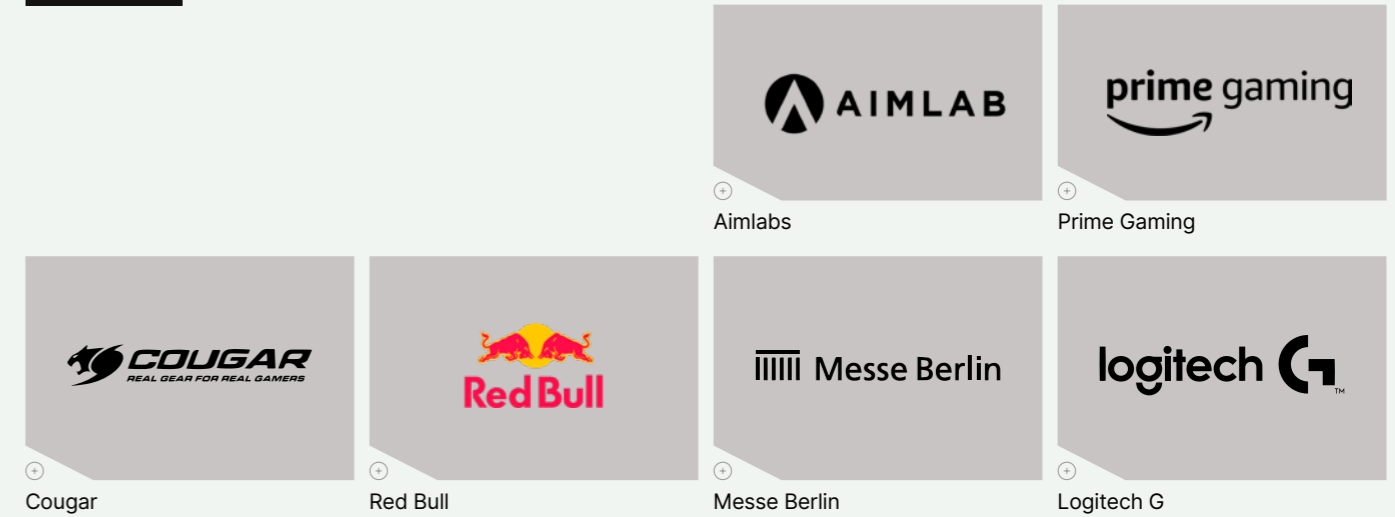 AIMLAB
prime gaming
Aimlabs
Prime Gaming
COUGAR
REAL GEAR FOR REAL GAMERS
Red Bull
Messe Berlin
logitech G
TM
Cougar
Red Bull
Messe Berlin
Logitech G